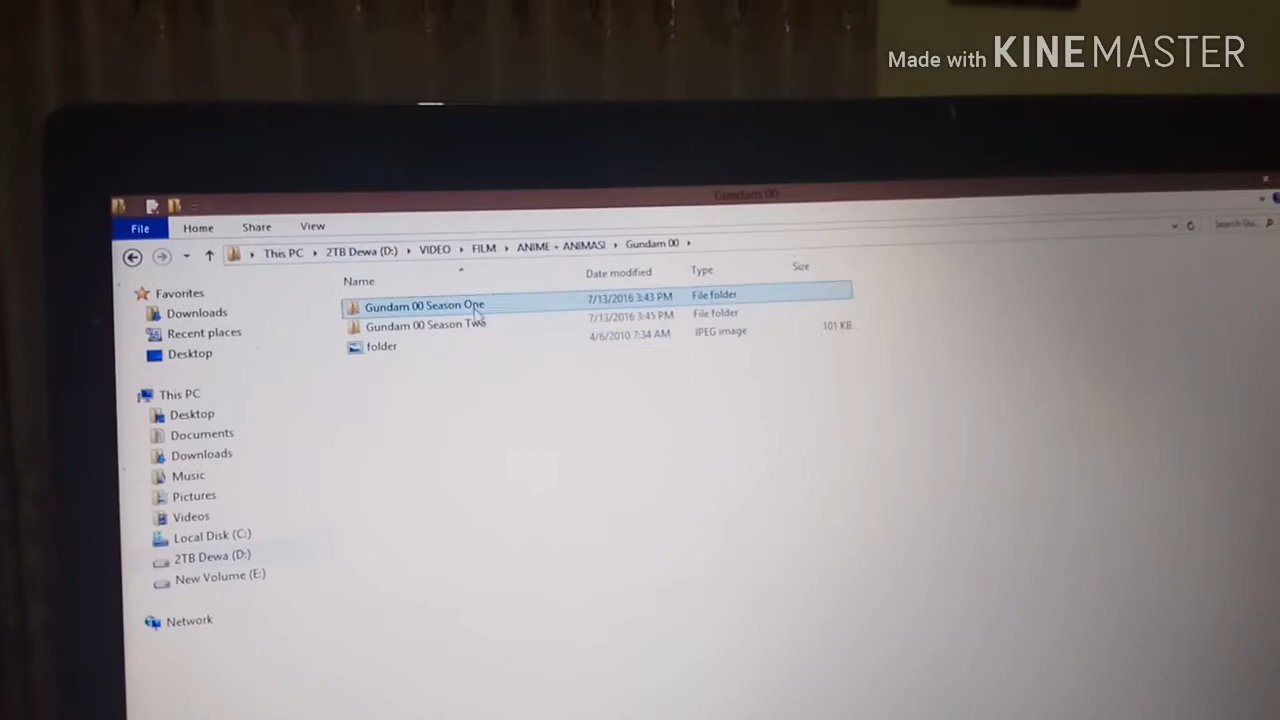 Made with KINEMASTER
Gundam 00
File Home Share View
This PC 2TB Dewa (D:) VIDEO FILM ANIME + ANIMASI Gundam 00
Name Date modified Type Size
Favorites
Downloads
Recent places
Desktop
Gundam 00 Season One 7/13/2016 3:43 PM File folder
Gundam 00 Season Two 7/13/2016 3:45 PM File folder
folder 4/6/2010 7:34 AM JPEG image 101 KB
This PC
Desktop
Documents
Downloads
Music
Pictures
Videos
Local Disk (C:)
2TB Dewa (D:)
New Volume (E:)
Network